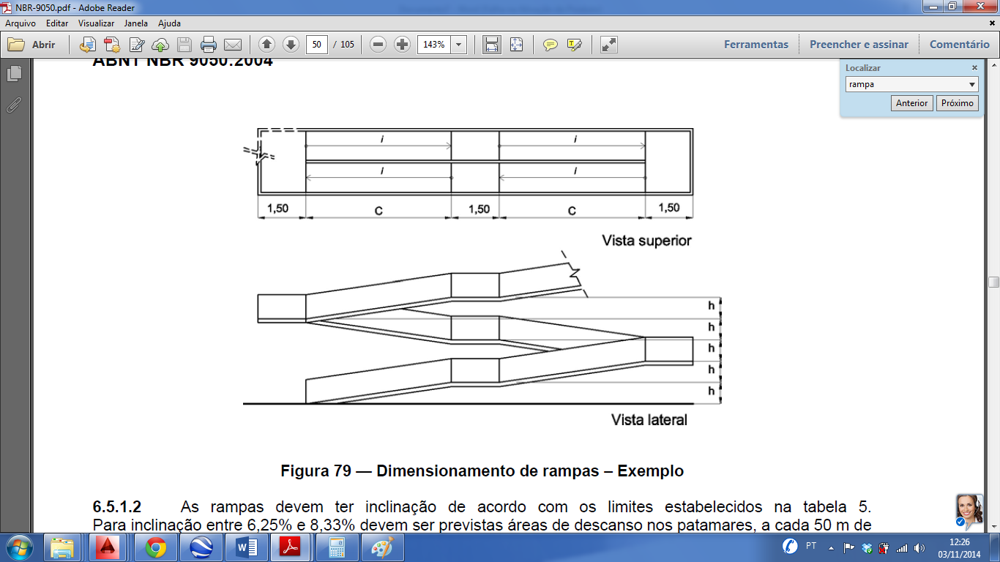 NBR-9050.pdf - Adobe Reader
Arquivo Editar Visualizar Janela Ajuda
Abrir 50 / 105 143% Ferramentas Preencher e assinar Comentário
Localizar
rampa
Anterior Próximo
ABNT NBR 9050:2004
i i
i i
1,50 C 1,50 C 1,50
Vista superior
h
h
h
h
h
Vista lateral
Figura 79 — Dimensionamento de rampas – Exemplo
6.5.1.2 As rampas devem ter inclinação de acordo com os limites estabelecidos na tabela 5.
Para inclinação entre 6,25% e 8,33% devem ser previstas áreas de descanso nos patamares, a cada 50 m de
PT 12:26
03/11/2014